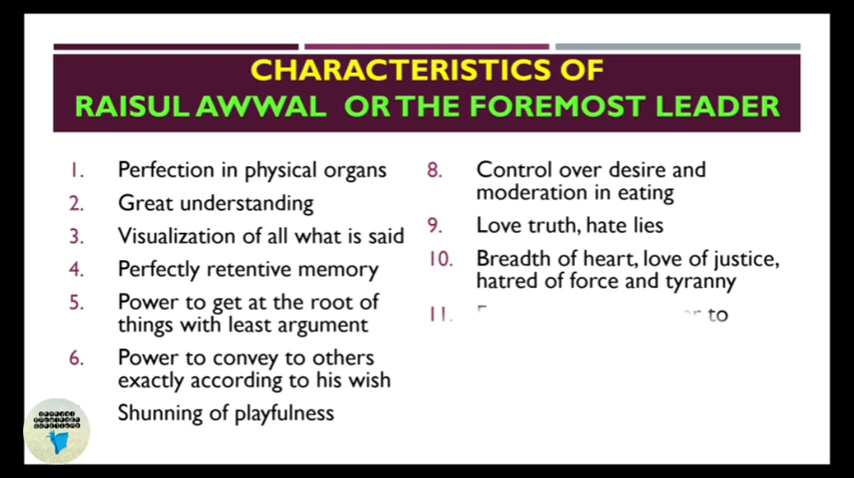 CHARACTERISTICS OF
RAISUL AWWAL OR THE FOREMOST LEADER
1. Perfection in physical organs
2. Great understanding
3. Visualization of all what is said
4. Perfectly retentive memory
5. Power to get at the root of
things with least argument
6. Power to convey to others
exactly according to his wish
Shunning of playfulness
8. Control over desire and
moderation in eating
9. Love truth, hate lies
10. Breadth of heart, love of justice,
hatred of force and tyranny
11. to